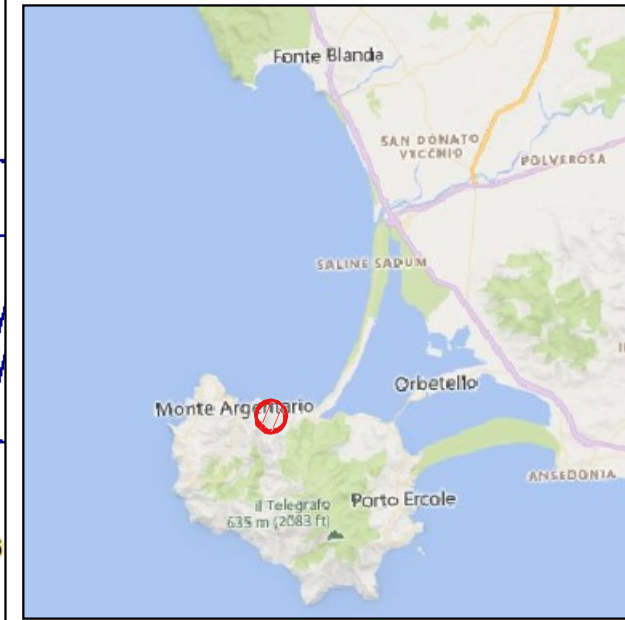 Fonte Blanda
SAN DONATO
VECCHIO
POLVEROSA
SALINE SADUM
Orbetello
Monte Argentario
ANSEDONIA
il Telegrafo
635 m (2083 ft)
Porto Ercole